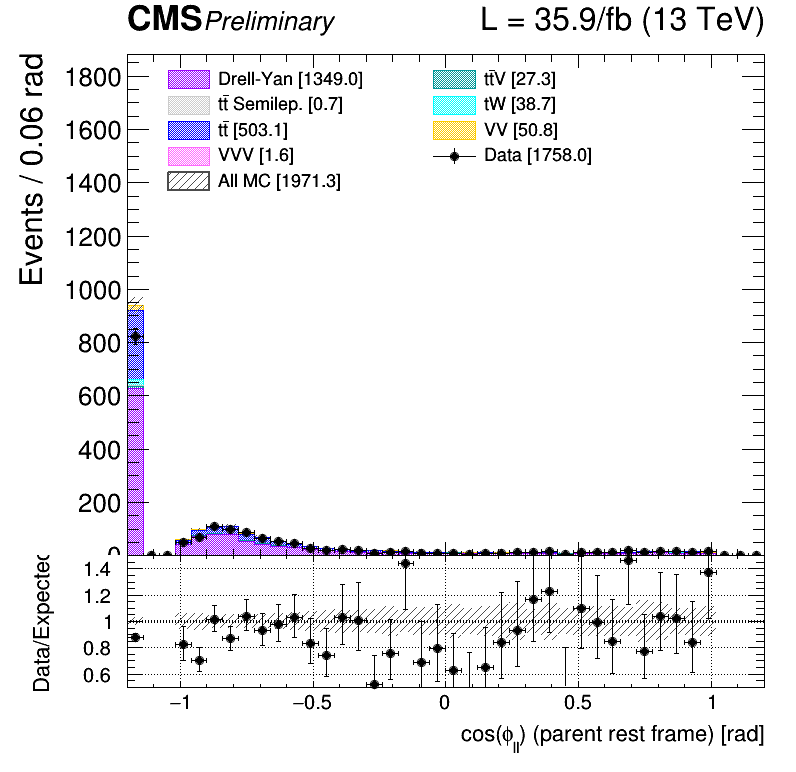 CMS Preliminary L = 35.9/fb (13 TeV)
Events / 0.06 rad
1800
1600
1400
1200
1000
800
600
400
200
0
Drell-Yan [1349.0]
tt̄ Semilep. [0.7]
tt̄ [503.1]
VVV [1.6]
All MC [1971.3]
tt̄V [27.3]
tW [38.7]
VV [50.8]
Data [1758.0]
Data/Expected
1.4
1.2
1
0.8
0.6
−1 −0.5 0 0.5 1
cos(ϕ_ll) (parent rest frame) [rad]